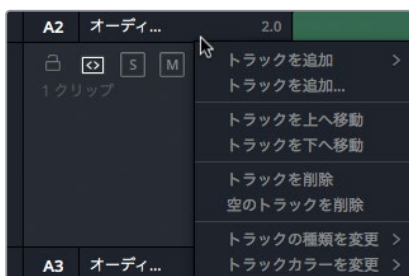 A2 オーディ... 2.0
S M
1 クリップ
トラックを追加 >
トラックを追加...
トラックを上へ移動
トラックを下へ移動
トラックを削除
空のトラックを削除
トラックの種類を変更 >
トラックカラーを変更 >
A3 オーディ...